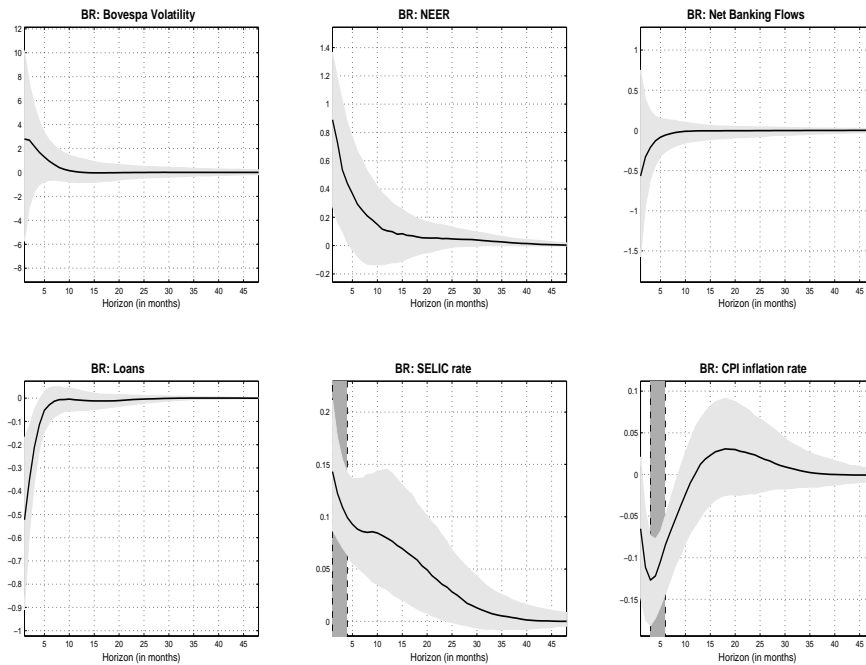 BR: Bovespa Volatility
12
10
8
6
4
2
0
−2
−4
−6
−8
5 10 15 20 25 30 35 40 45
Horizon (in months)
BR: NEER
1.4
1.2
1
0.8
0.6
0.4
0.2
0
−0.2
5 10 15 20 25 30 35 40 45
Horizon (in months)
BR: Net Banking Flows
1
0.5
0
−0.5
−1
−1.5
5 10 15 20 25 30 35 40 45
Horizon (in months)
BR: Loans
0
−0.1
−0.2
−0.3
−0.4
−0.5
−0.6
−0.7
−0.8
−0.9
−1
5 10 15 20 25 30 35 40 45
Horizon (in months)
BR: SELIC rate
0.2
0.15
0.1
0.05
0
5 10 15 20 25 30 35 40 45
Horizon (in months)
BR: CPI inflation rate
0.1
0.05
0
−0.05
−0.1
−0.15
5 10 15 20 25 30 35 40 45
Horizon (in months)